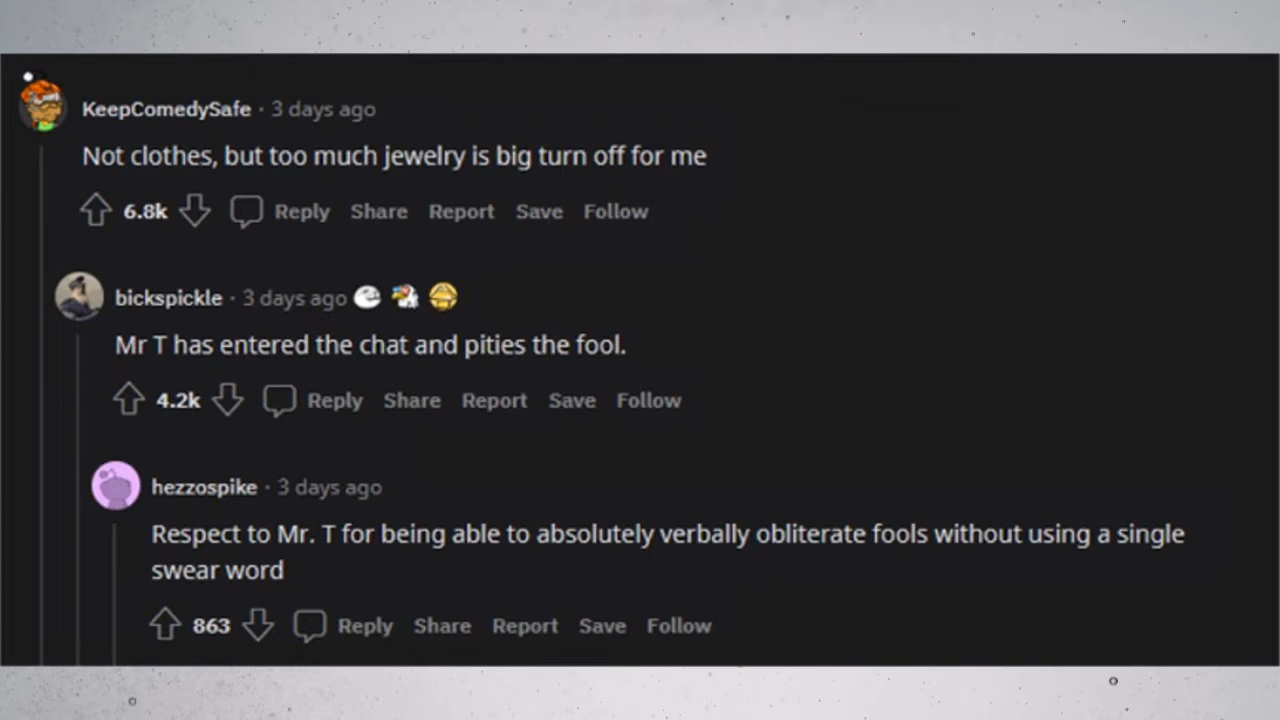 KeepComedySafe · 3 days ago
Not clothes, but too much jewelry is big turn off for me
6.8k Reply Share Report Save Follow
bickspickle · 3 days ago
Mr T has entered the chat and pities the fool.
4.2k Reply Share Report Save Follow
hezzospike · 3 days ago
Respect to Mr. T for being able to absolutely verbally obliterate fools without using a single
swear word
863 Reply Share Report Save Follow